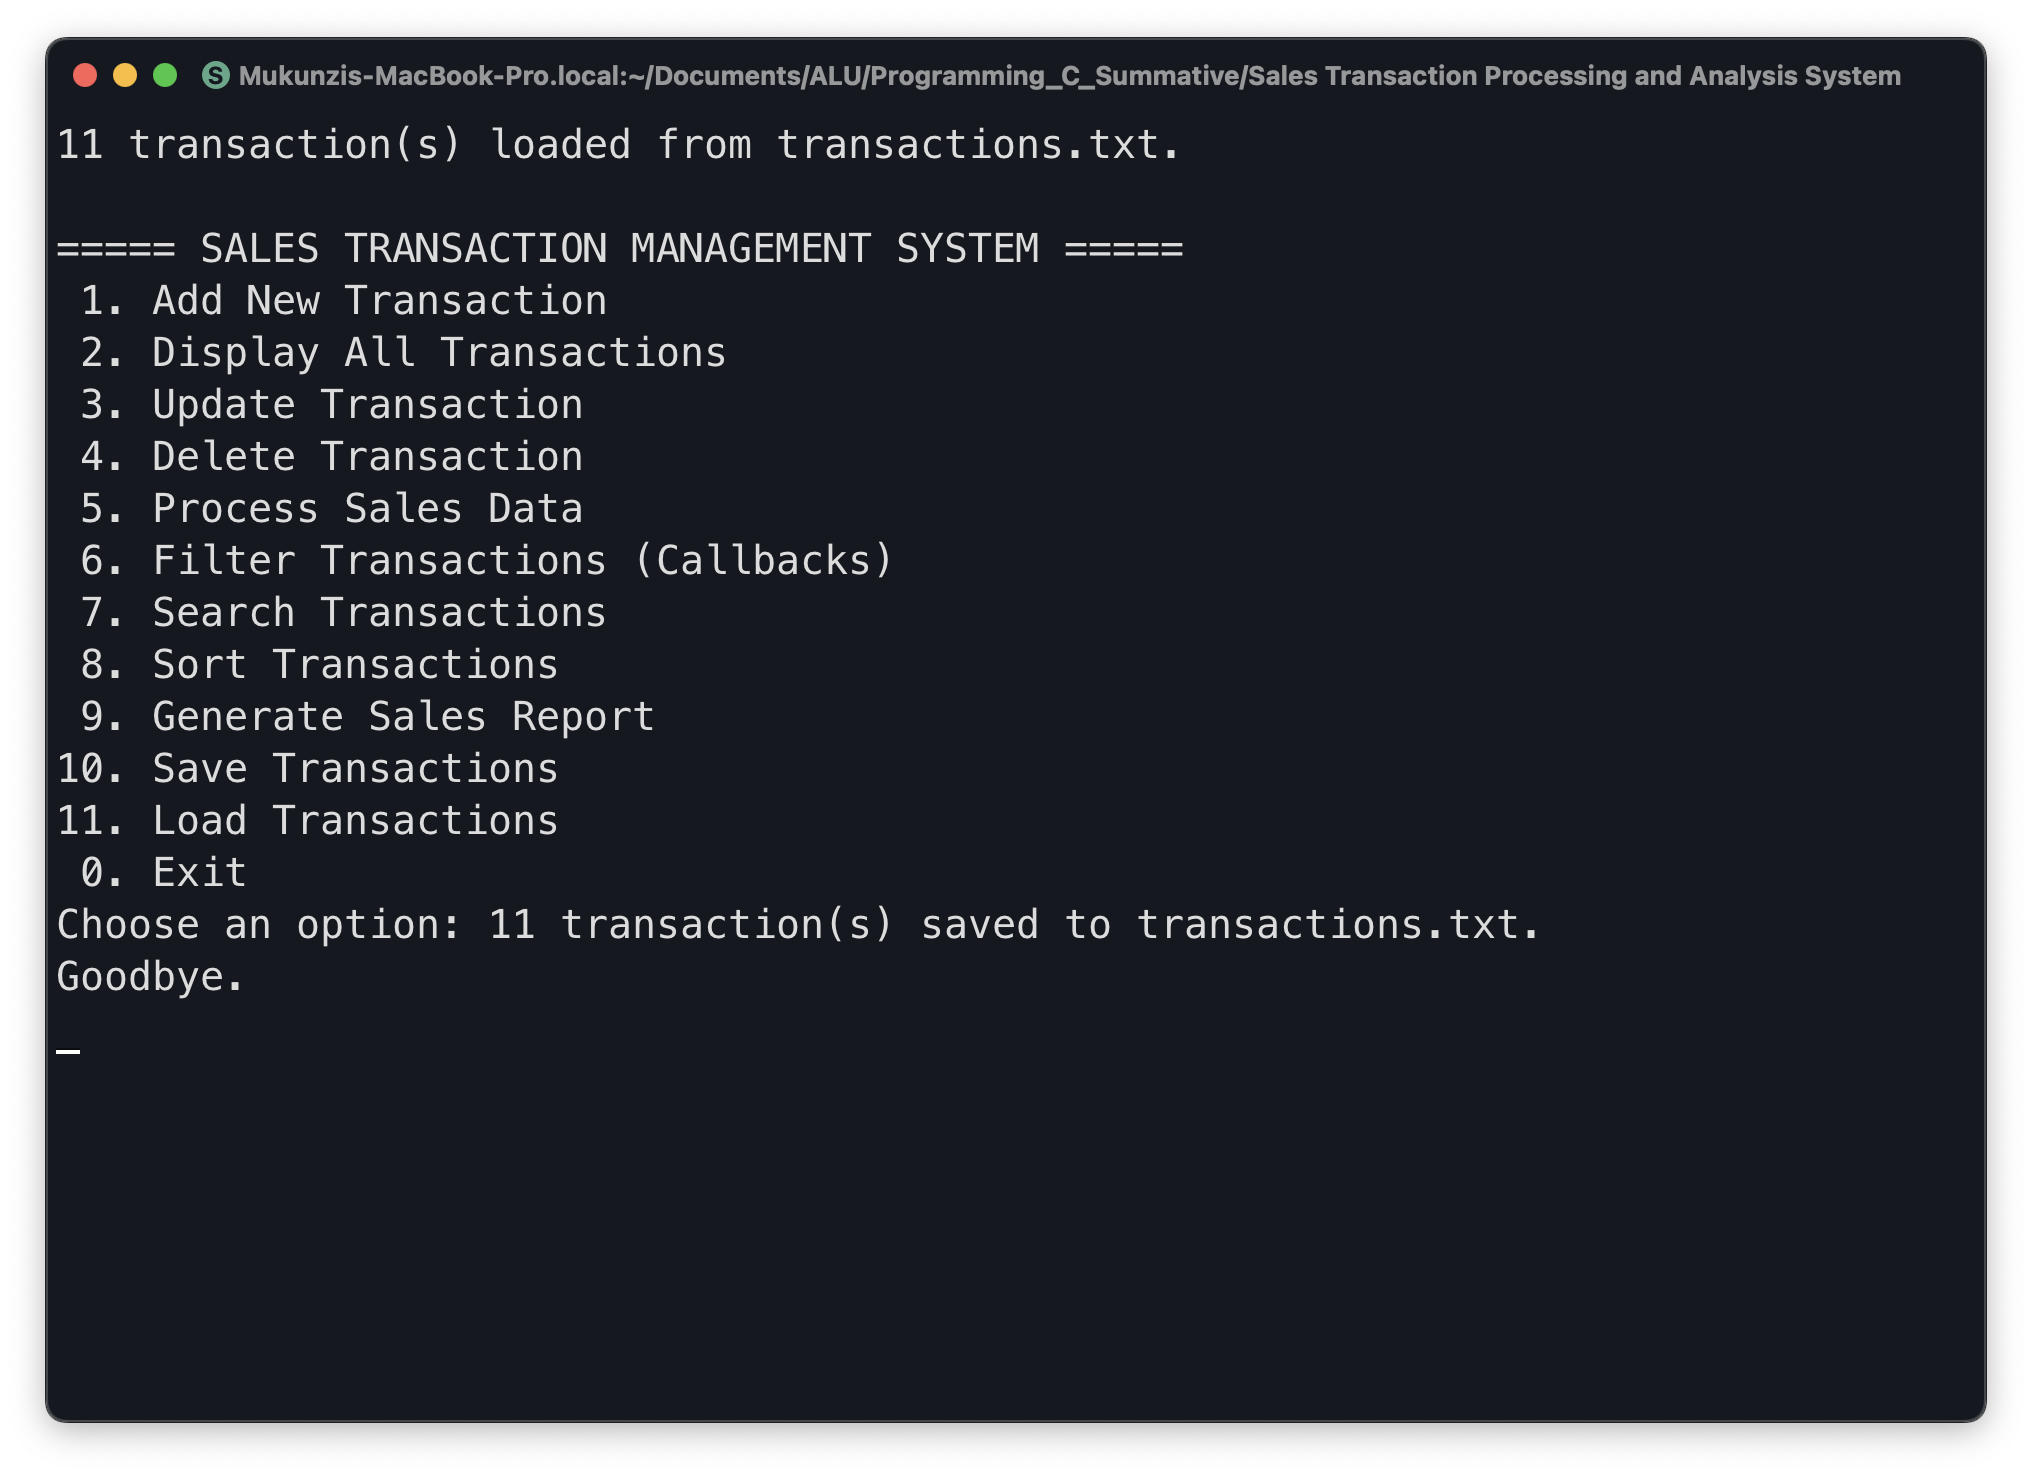 S Mukunzis-MacBook-Pro.local:~/Documents/ALU/Programming_C_Summative/Sales Transaction Processing and Analysis System
11 transaction(s) loaded from transactions.txt.
===== SALES TRANSACTION MANAGEMENT SYSTEM =====
1. Add New Transaction
2. Display All Transactions
3. Update Transaction
4. Delete Transaction
5. Process Sales Data
6. Filter Transactions (Callbacks)
7. Search Transactions
8. Sort Transactions
9. Generate Sales Report
10. Save Transactions
11. Load Transactions
0. Exit
Choose an option: 11 transaction(s) saved to transactions.txt.
Goodbye.